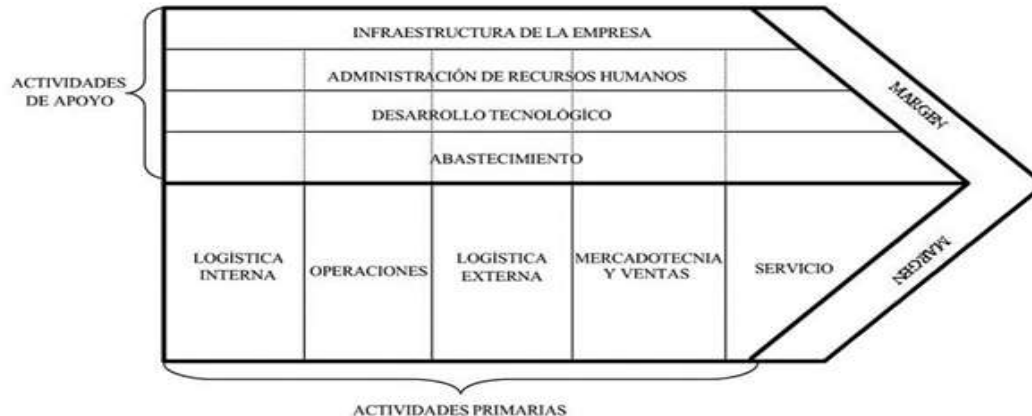 INFRAESTRUCTURA DE LA EMPRESA
ADMINISTRACIÓN DE RECURSOS HUMANOS
DESARROLLO TECNOLÓGICO
ABASTECIMIENTO
ACTIVIDADES
DE APOYO
MARGEN
LOGÍSTICA
INTERNA
OPERACIONES
LOGÍSTICA
EXTERNA
MERCADOTECNIA
Y VENTAS
SERVICIO
MARGEN
ACTIVIDADES PRIMARIAS